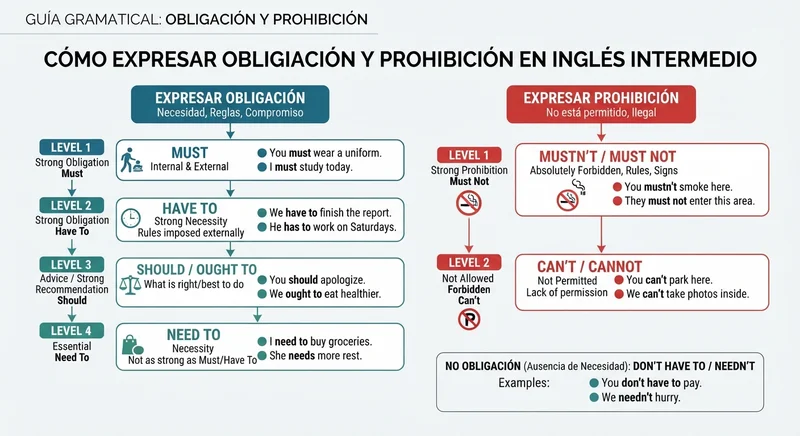 GUÍA GRAMATICAL: OBLIGACIÓN Y PROHIBICIÓN
CÓMO EXPRESAR OBLIGIACIÓN Y PROHIBICIÓN EN INGLÉS INTERMEDIO
EXPRESAR OBLIGACIÓN
Necesidad, Reglas, Compromiso
LEVEL 1
Strong Obligation
Must
MUST
Internal & External
You must wear a uniform.
I must study today.
LEVEL 2
Strong Obligation
Have To
HAVE TO
Strong Necessity
Rules imposed externally
We have to finish the report.
He has to work on Saturdays.
LEVEL 3
Advice / Strong
Recommendation
Should
SHOULD / OUGHT TO
What is right/best to do
You should apologize.
We ought to eat healthier.
LEVEL 4
Essential
Need To
NEED TO
Necessity
Not as strong as Must/Have To
I need to buy groceries.
She needs more rest.
EXPRESAR PROHIBICIÓN
No está permitido, Ilegal
LEVEL 1
Strong Prohibition
Must Not
MUSTN'T / MUST NOT
Absolutely Forbidden, Rules, Signs
You mustn't smoke here.
They must not enter this area.
LEVEL 2
Not Allowed
Forbidden
Can't
P
CAN'T / CANNOT
Not Permitted
Lack of permission
You can't park here.
We can't take photos inside.
NO OBLIGACIÓN (Ausencia de Necesidad): DON'T HAVE TO / NEEDN'T
Examples:
You don't have to pay.
We needn't hurry.